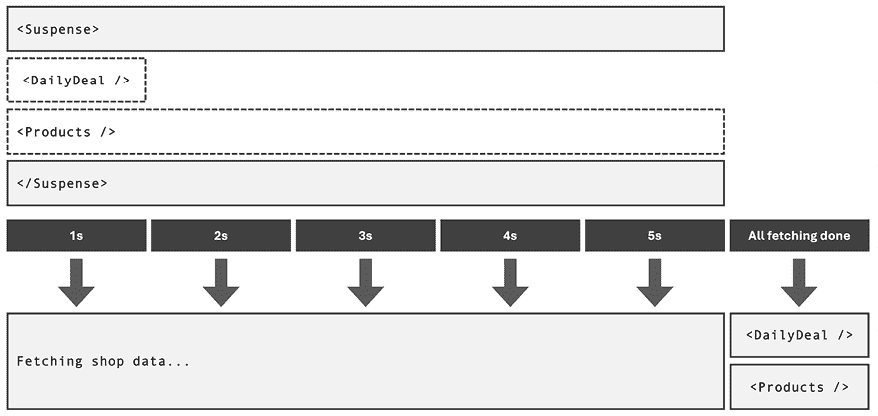 <Suspense>
<DailyDeal />
<Products />
</Suspense>
1s 2s 3s 4s 5s All fetching done
Fetching shop data...
<DailyDeal />
<Products />